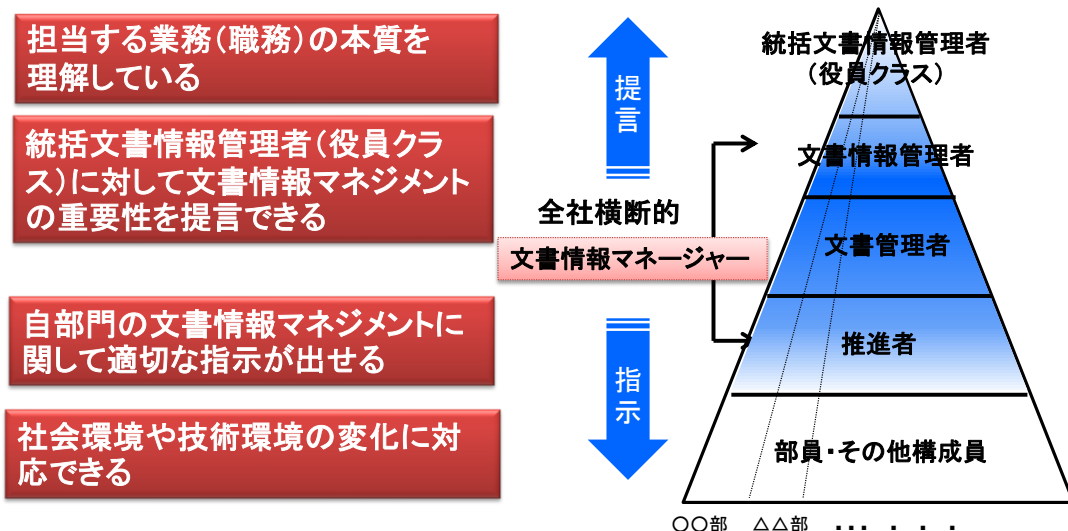 担当する業務(職務)の本質を
理解している
統括文書情報管理者(役員クラ
ス)に対して文書情報マネジメント
の重要性を提言できる
自部門の文書情報マネジメントに
関して適切な指示が出せる
社会環境や技術環境の変化に対
応できる
提言
全社横断的
文書情報マネージャー
指示
統括文書情報管理者
(役員クラス)
文書情報管理者
文書管理者
推進者
部員・その他構成員
○○部 △△部 ・・・ ・ ・ ・